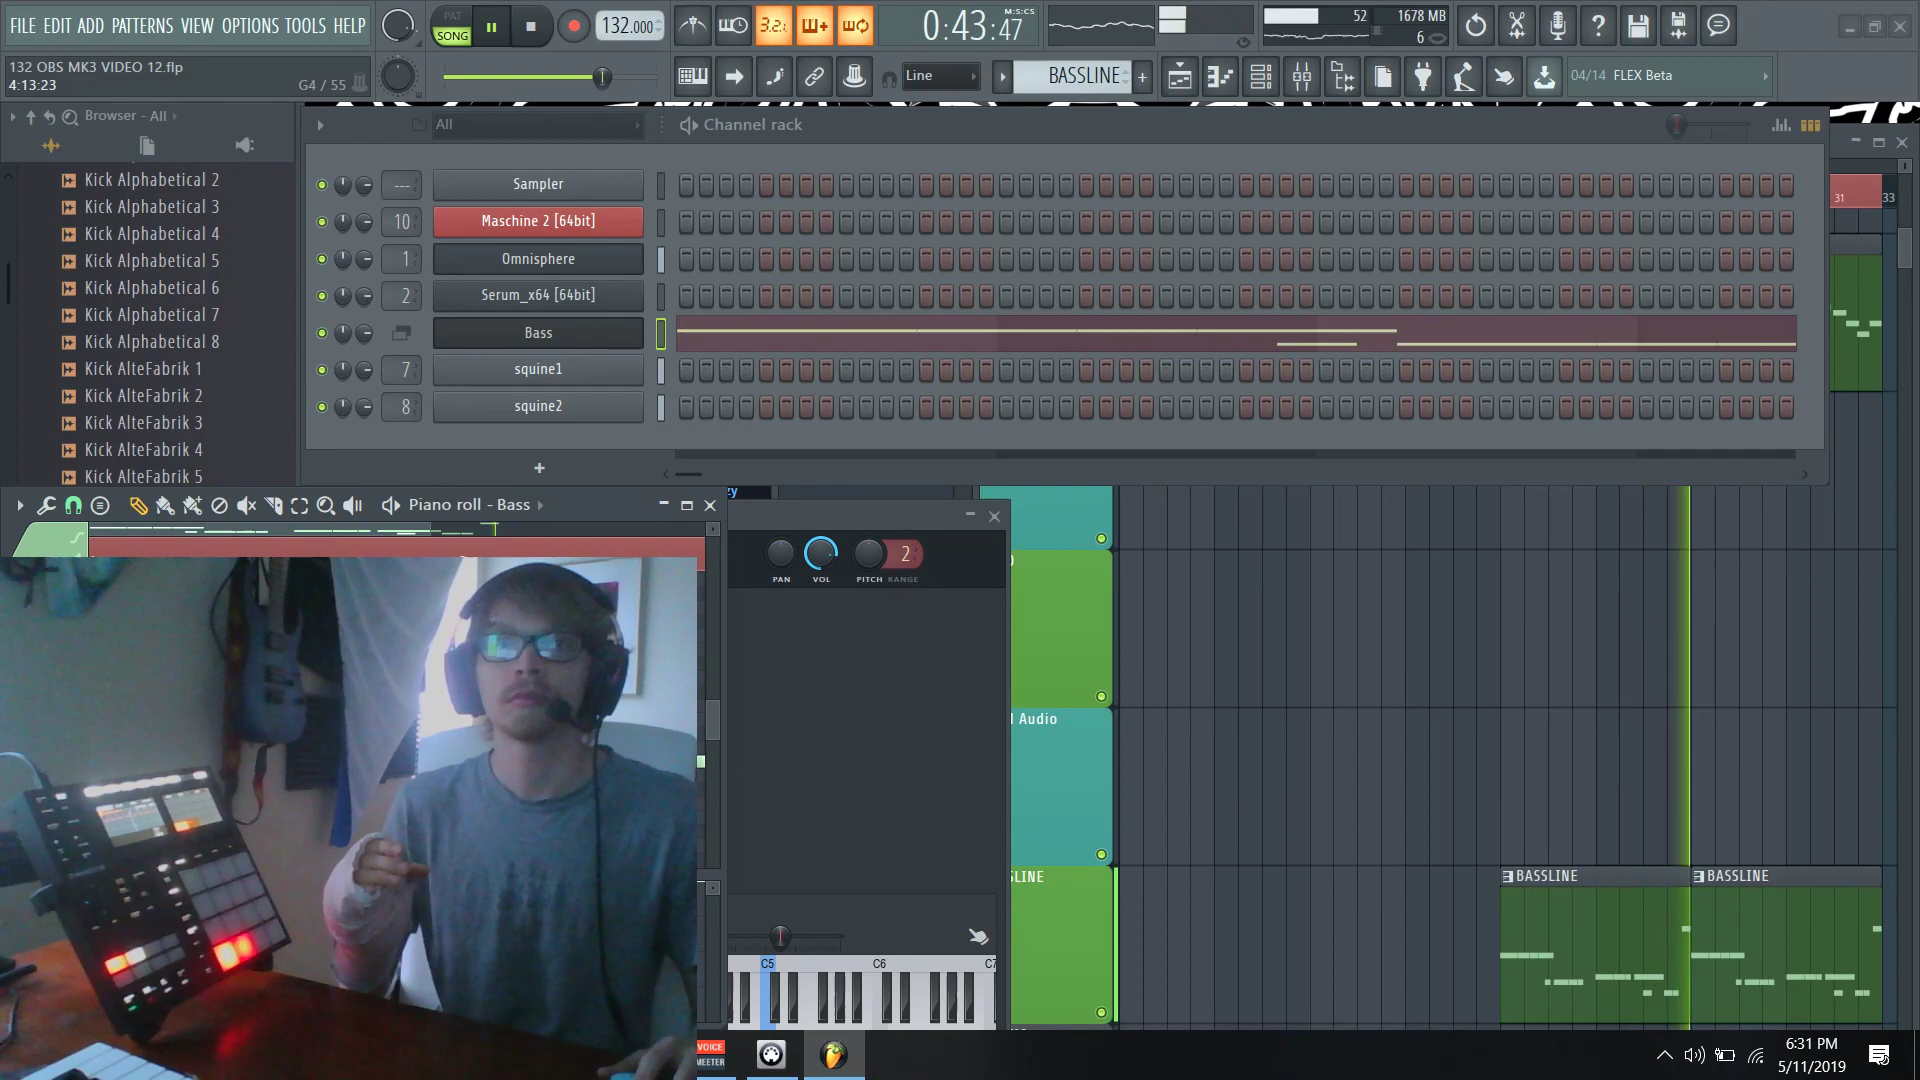 FILE EDIT ADD PATTERNS VIEW OPTIONS TOOLS HELP
PAT
SONG
132.000
3.2.
0:43:47
M:S:CS
52
1678 MB
6
132 OBS MK3 VIDEO 12.flp
4:13:23
G4 / 55
Line
BASSLINE
+
04/14 FLEX Beta
Browser - All
All
Channel rack
Kick Alphabetical 2
Kick Alphabetical 3
Kick Alphabetical 4
Kick Alphabetical 5
Kick Alphabetical 6
Kick Alphabetical 7
Kick Alphabetical 8
Kick AlteFabrik 1
Kick AlteFabrik 2
Kick AlteFabrik 3
Kick AlteFabrik 4
Kick AlteFabrik 5
--- Sampler
10 Maschine 2 [64bit]
1 Omnisphere
2 Serum_x64 [64bit]
Bass
7 squine1
8 squine2
+
31
33
Piano roll - Bass
zy
PAN
VOL
PITCH
RANGE
2
C5
C6
C7
l Audio
SLINE
BASSLINE
BASSLINE
VOICE
MEETER
6:31 PM
5/11/2019